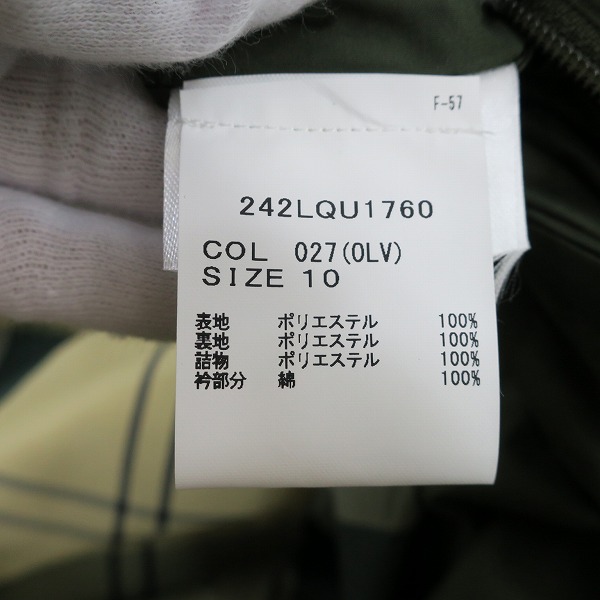 F-57
242LQU1760
COL 027(OLV)
SIZE 10
表地 ポリエステル 100%
裏地 ポリエステル 100%
詰物 ポリエステル 100%
衿部分 綿 100%